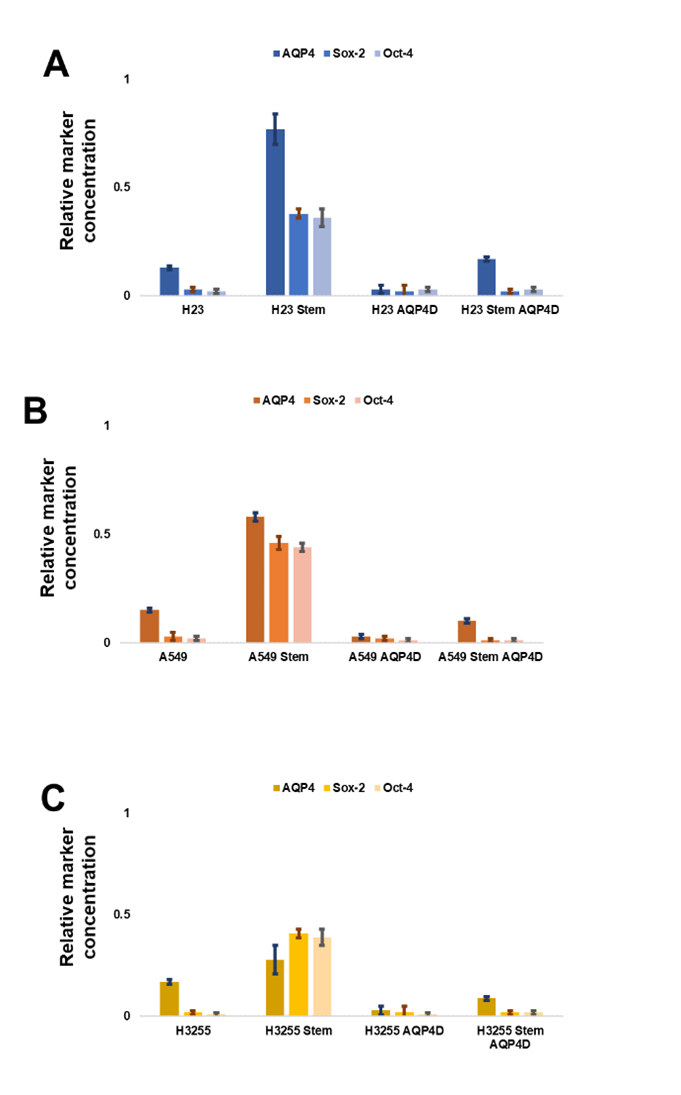 A
AQP4 Sox-2 Oct-4
Relative marker
concentration
1
0.5
0
H23 H23 Stem H23 AQP4D H23 Stem AQP4D
B
AQP4 Sox-2 Oct-4
Relative marker
concentration
1
0.5
0
A549 A549 Stem A549 AQP4D A549 Stem AQP4D
C
AQP4 Sox-2 Oct-4
Relative marker
concentration
1
0.5
0
H3255 H3255 Stem H3255 AQP4D H3255 Stem
AQP4D